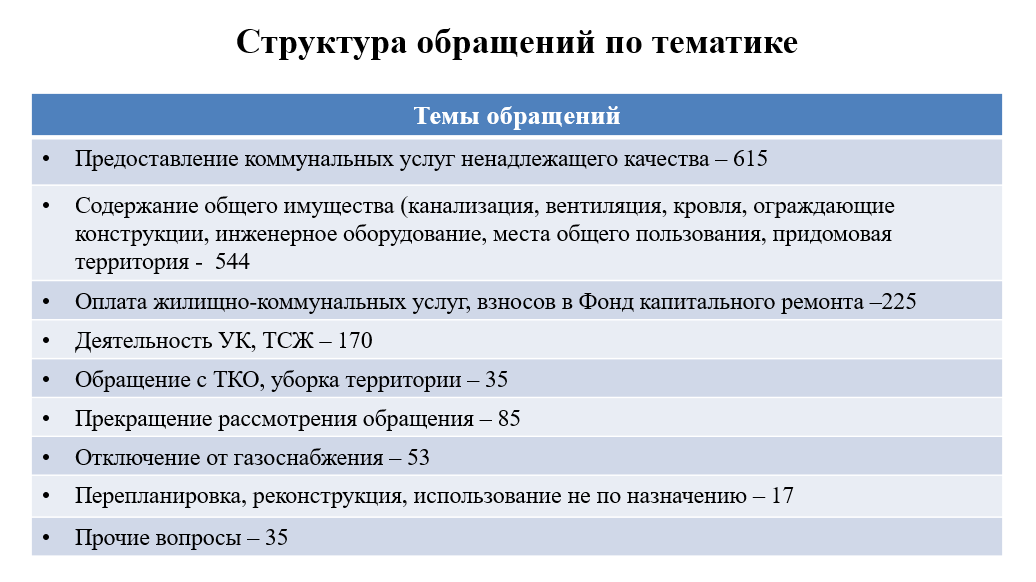 Структура обращений по тематике
Темы обращений
• Предоставление коммунальных услуг ненадлежащего качества – 615
• Содержание общего имущества (канализация, вентиляция, кровля, ограждающие
конструкции, инженерное оборудование, места общего пользования, придомовая
территория -  544
• Оплата жилищно-коммунальных услуг, взносов в Фонд капитального ремонта –225
• Деятельность УК, ТСЖ – 170
• Обращение с ТКО, уборка территории – 35
• Прекращение рассмотрения обращения – 85
• Отключение от газоснабжения – 53
• Перепланировка, реконструкция, использование не по назначению – 17
• Прочие вопросы – 35